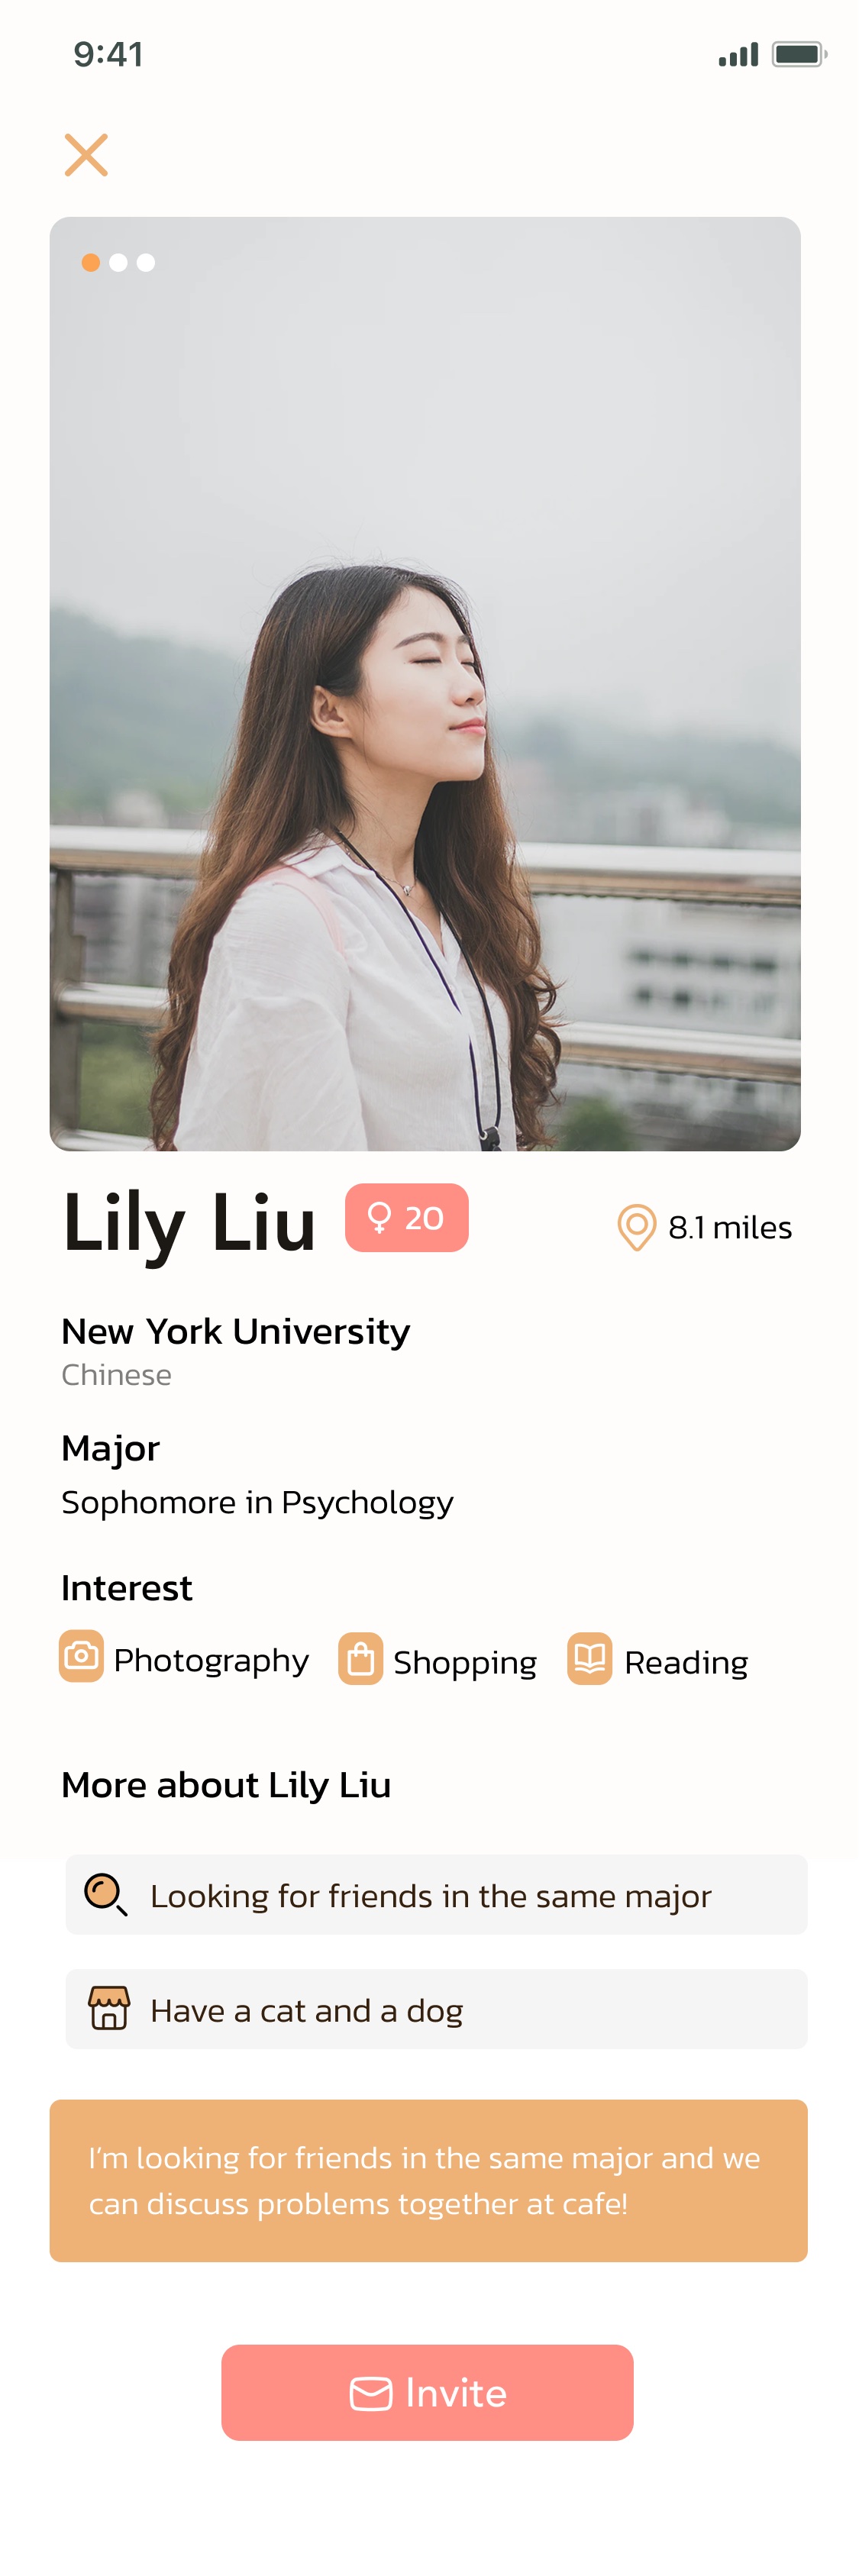 9:41
Lily Liu
20
8.1 miles
New York University
Chinese
Major
Sophomore in Psychology
Interest
Photography
Shopping
Reading
More about Lily Liu
Looking for friends in the same major
Have a cat and a dog
I'm looking for friends in the same major and we
can discuss problems together at cafe!
Invite